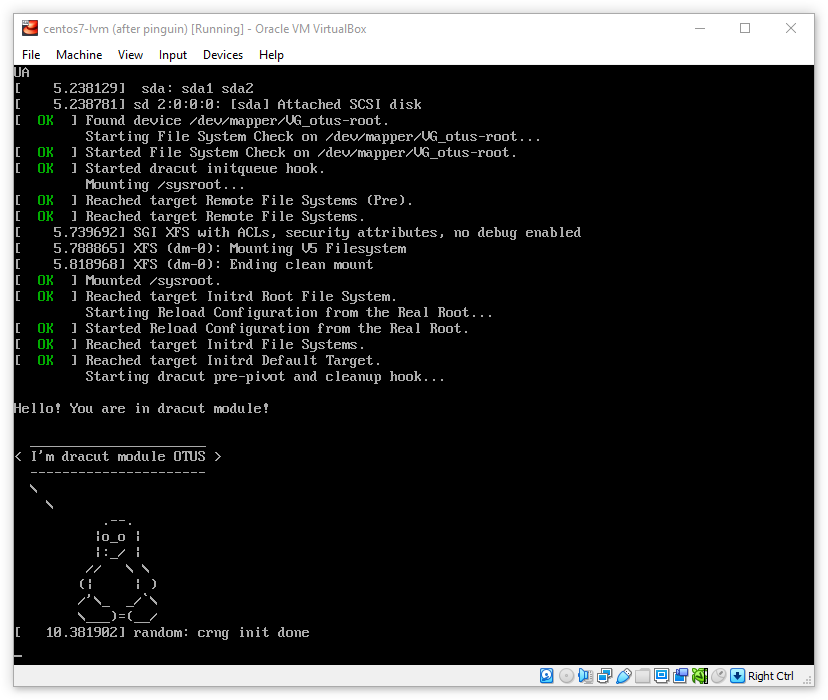 centos7-lvm (after pinguin) [Running] - Oracle VM VirtualBox
File Machine View Input Devices Help
UA
[    5.238129]  sda: sda1 sda2
[    5.238781] sd 2:0:0:0: [sda] Attached SCSI disk
[  OK  ] Found device /dev/mapper/VG_otus-root.
         Starting File System Check on /dev/mapper/VG_otus-root...
[  OK  ] Started File System Check on /dev/mapper/VG_otus-root.
[  OK  ] Started dracut initqueue hook.
         Mounting /sysroot...
[  OK  ] Reached target Remote File Systems (Pre).
[  OK  ] Reached target Remote File Systems.
[    5.739692] SGI XFS with ACLs, security attributes, no debug enabled
[    5.788865] XFS (dm-0): Mounting V5 Filesystem
[    5.818968] XFS (dm-0): Ending clean mount
[  OK  ] Mounted /sysroot.
[  OK  ] Reached target Initrd Root File System.
         Starting Reload Configuration from the Real Root...
[  OK  ] Started Reload Configuration from the Real Root.
[  OK  ] Reached target Initrd File Systems.
[  OK  ] Reached target Initrd Default Target.
         Starting dracut pre-pivot and cleanup hook...
Hello! You are in dracut module!
  ______________________
< I'm dracut module OTUS >
  ----------------------
  \
    \
           .--.
          |o_o |
          |:_/ |
         //   \ \
        (|     | )
        /'\_   _/`\
        \___)=(__/
[   10.381902] random: crng init done
_
Right Ctrl